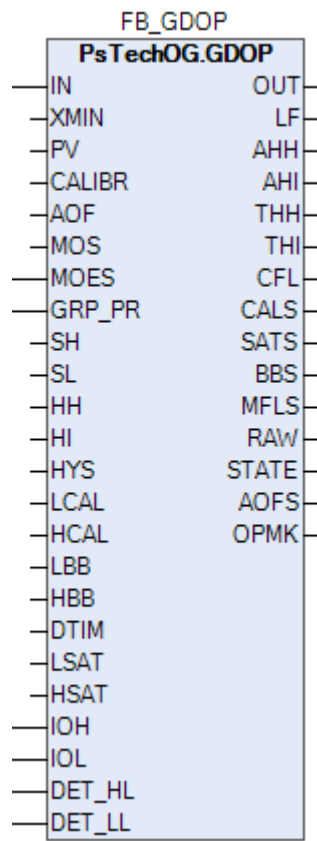 FB_GDOP
PsTechOG.GDOP
IN OUT
XMIN LF
PV AHH
CALIBR AHI
AOF THH
MOS THI
MOES CFL
GRP_PR CALS
SH SATS
SL BBS
HH MFLS
HI RAW
HYS STATE
LCAL AOFS
HCAL OPMK
LBB
HBB
DTIM
LSAT
HSAT
IOH
IOL
DET_HL
DET_LL